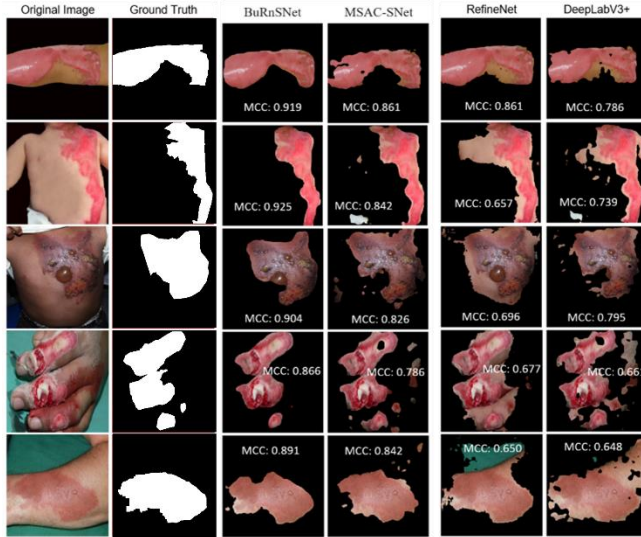 Original Image Ground Truth BuRnSNet MSAC-SNet RefineNet DeepLabV3+
MCC: 0.919 MCC: 0.861 MCC: 0.861 MCC: 0.786
MCC: 0.925 MCC: 0.842 MCC: 0.657 MCC: 0.739
MCC: 0.904 MCC: 0.826 MCC: 0.696 MCC: 0.795
MCC: 0.866 MCC: 0.786 MCC: 0.677 MCC: 0.66
MCC: 0.891 MCC: 0.842 MCC: 0.650 MCC: 0.648